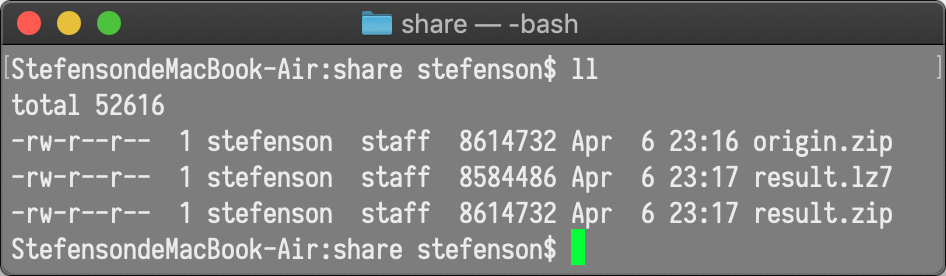 share — -bash
[StefensondeMacBook-Air:share stefenson$ ll ]
total 52616
-rw-r--r--  1 stefenson  staff  8614732 Apr  6 23:16 origin.zip
-rw-r--r--  1 stefenson  staff  8584486 Apr  6 23:17 result.lz7
-rw-r--r--  1 stefenson  staff  8614732 Apr  6 23:17 result.zip
StefensondeMacBook-Air:share stefenson$